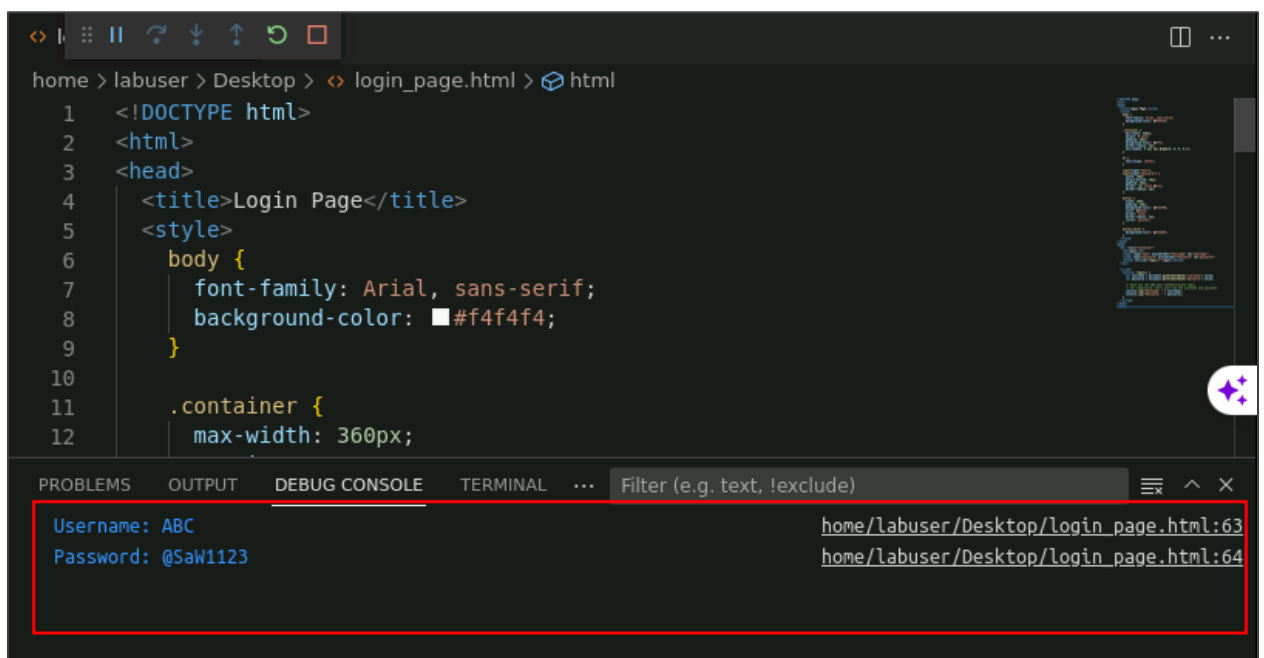 home > labuser > Desktop > <> login_page.html > html
1 <!DOCTYPE html>
2 <html>
3 <head>
4 <title>Login Page</title>
5 <style>
6 body {
7 font-family: Arial, sans-serif;
8 background-color: #f4f4f4;
9 }
10
11 .container {
12 max-width: 360px;
PROBLEMS OUTPUT DEBUG CONSOLE TERMINAL ··· Filter (e.g. text, !exclude)
Username: ABC home/labuser/Desktop/login_page.html:63
Password: @SaW1123 home/labuser/Desktop/login_page.html:64